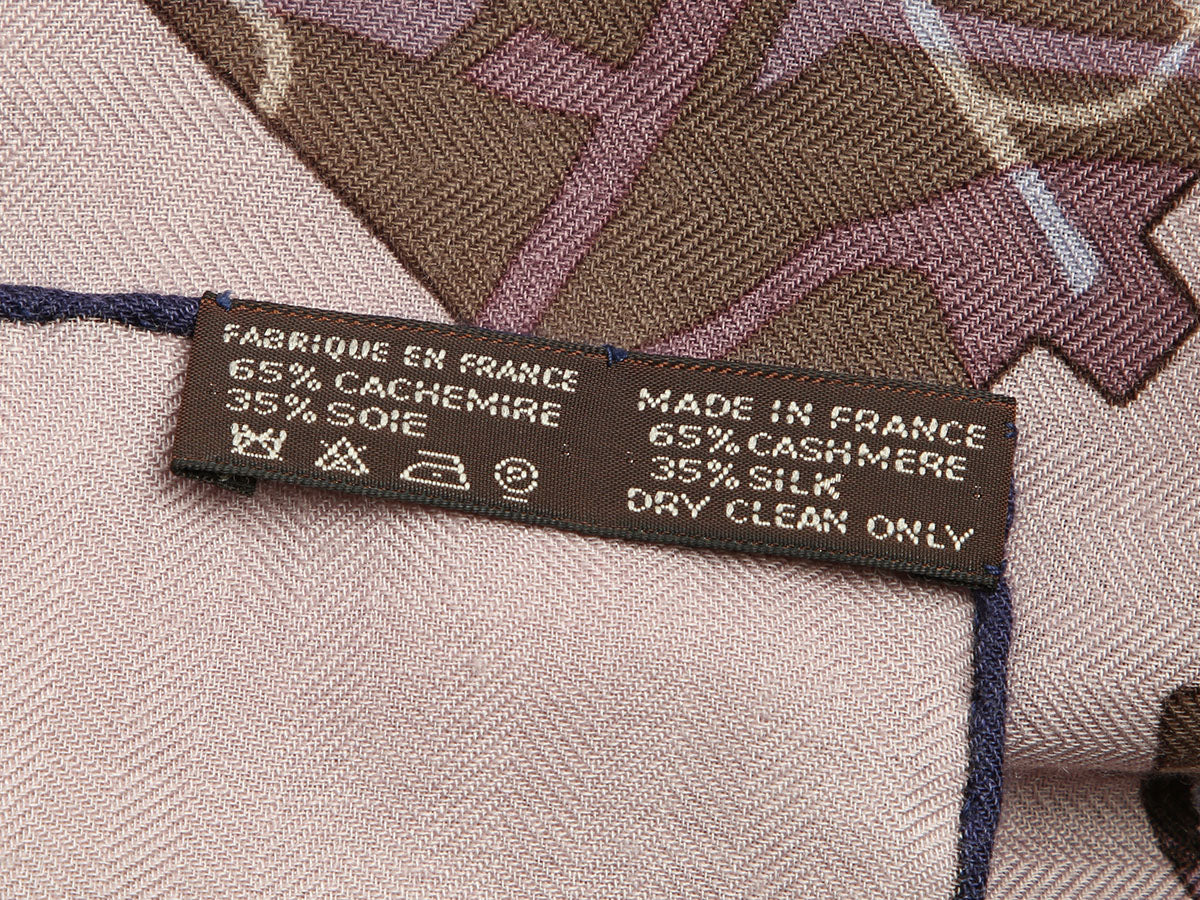 FABRIQUE EN FRANCE
65% CACHEMIRE
35% SOIE
P
MADE IN FRANCE
65% CASHMERE
35% SILK
DRY CLEAN ONLY